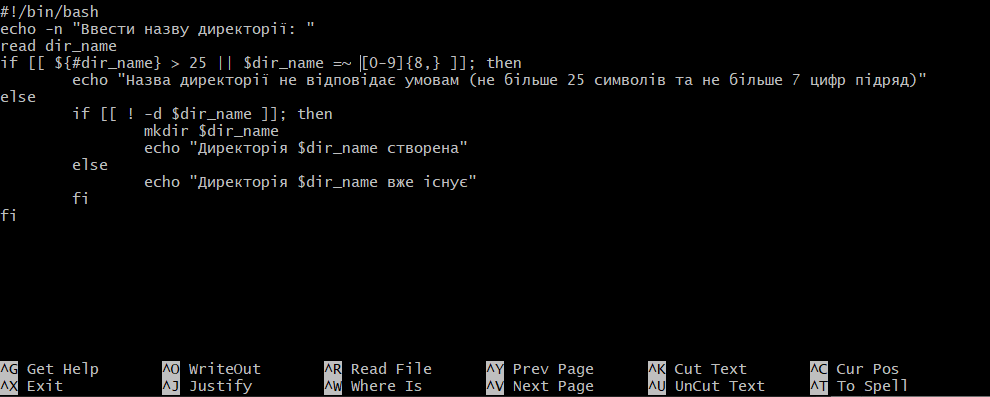 #!/bin/bash
echo -n "Ввести назву директорії: "
read dir_name
if [[ ${#dir_name} > 25 || $dir_name =~ [0-9]{8,} ]]; then
        echo "Назва директорії не відповідає умовам (не більше 25 символів та не більше 7 цифр підряд)"
else
        if [[ ! -d $dir_name ]]; then
                mkdir $dir_name
                echo "Директорія $dir_name створена"
        else
                echo "Директорія $dir_name вже існує"
        fi
fi
^G Get Help ^O WriteOut ^R Read File ^Y Prev Page ^K Cut Text ^C Cur Pos
^X Exit ^J Justify ^W Where Is ^V Next Page ^U UnCut Text ^T To Spell